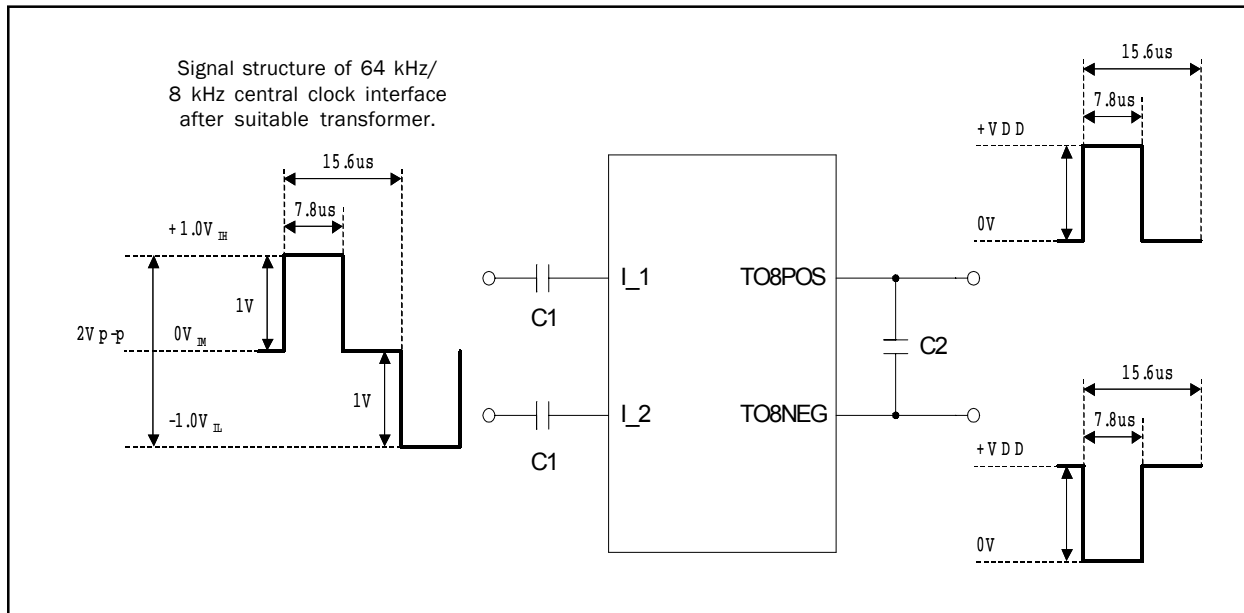 Signal structure of 64 kHz/
8 kHz central clock interface
after suitable transformer.
15.6us
7.8us
+1.0V IH
1V
2Vp-p
0V IM
1V
-1.0V IL
C1
C1
I_1
I_2
TO8POS
TO8NEG
C2
15.6us
7.8us
+VDD
0V
15.6us
7.8us
+VDD
0V